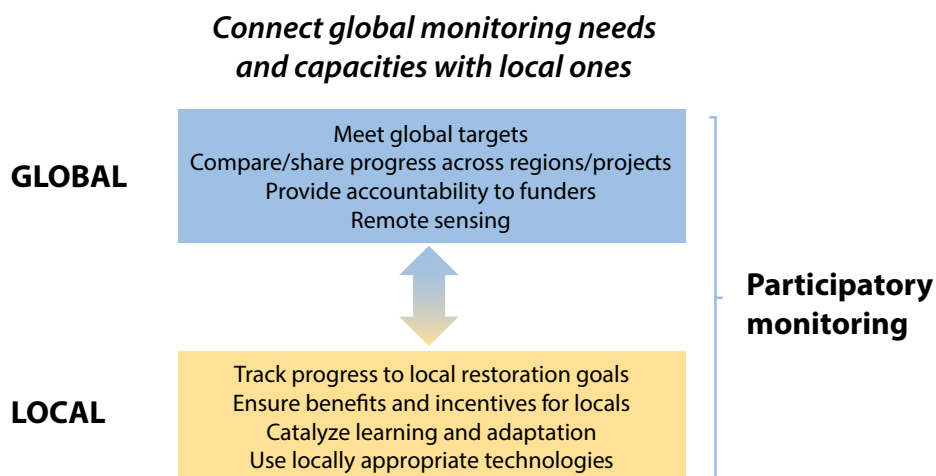 Connect global monitoring needs
and capacities with local ones
GLOBAL
Meet global targets
Compare/share progress across regions/projects
Provide accountability to funders
Remote sensing
Participatory
monitoring
LOCAL
Track progress to local restoration goals
Ensure benefits and incentives for locals
Catalyze learning and adaptation
Use locally appropriate technologies